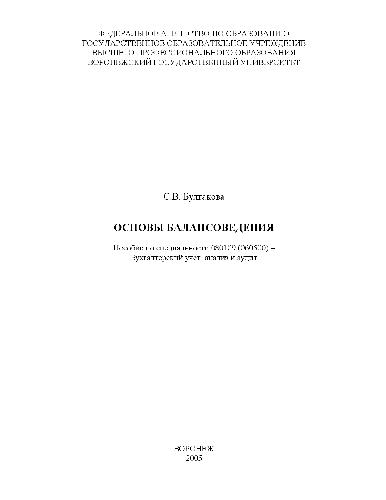 ФЕДЕРАЛЬНОЕ АГЕНТСТВО ПО ОБРАЗОВАНИЮ
ГОСУДАРСТВЕННОЕ ОБРАЗОВАТЕЛЬНОЕ УЧРЕЖДЕНИЕ
ВЫСШЕГО ПРОФЕССИОНАЛЬНОГО ОБРАЗОВАНИЯ
ВОРОНЕЖСКИЙ ГОСУДАРСТВЕННЫЙ УНИВЕРСИТЕТ
С.В. Булгакова
ОСНОВЫ БАЛАНСОВЕДЕНИЯ
Пособие по специальности 080109 (060500) –
Бухгалтерский учет, анализ и аудит
ВОРОНЕЖ
2005